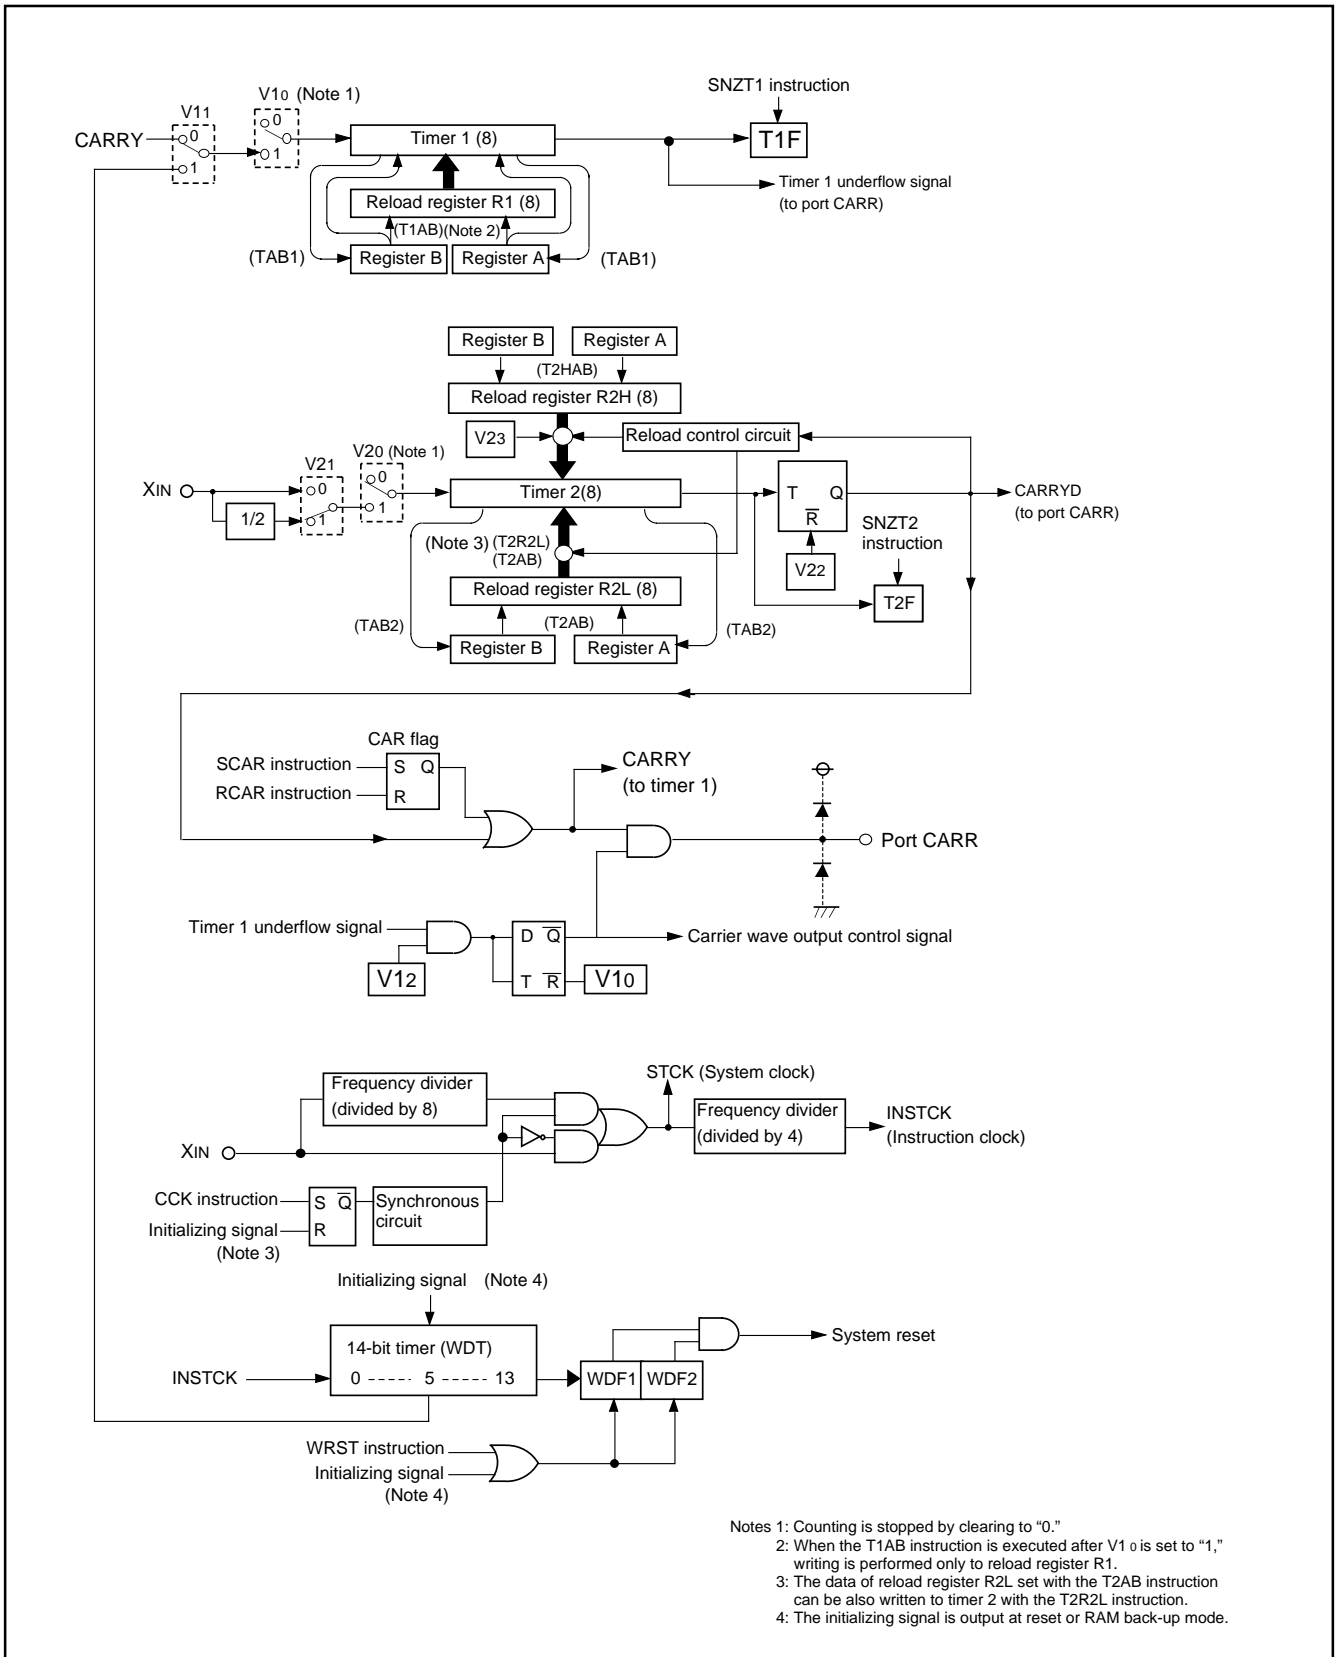 SNZT1 instruction
V10 (Note 1)
V11
CARRY
0
1
0
1
Timer 1 (8)
T1F
Timer 1 underflow signal
(to port CARR)
Reload register R1 (8)
(T1AB)(Note 2)
(TAB1)
Register B
Register A
(TAB1)
Register B
Register A
(T2HAB)
Reload register R2H (8)
V23
Reload control circuit
V20 (Note 1)
V21
XIN
0
1
1/2
0
1
Timer 2(8)
T Q
R
V22
CARRYD
(to port CARR)
SNZT2
instruction
T2F
(Note 3) (T2R2L)
(T2AB)
Reload register R2L (8)
(TAB2)
(T2AB)
(TAB2)
Register B
Register A
CAR flag
SCAR instruction
RCAR instruction
S Q
R
CARRY
(to timer 1)
Port CARR
Timer 1 underflow signal
V12
D Q
T R
V10
Carrier wave output control signal
STCK (System clock)
Frequency divider
(divided by 8)
Frequency divider
(divided by 4)
INSTCK
(Instruction clock)
XIN
CCK instruction
Initializing signal
(Note 3)
S Q
R
Synchronous
circuit
Initializing signal (Note 4)
14-bit timer (WDT)
0 ----- 5 ----- 13
INSTCK
WDF1
WDF2
System reset
WRST instruction
Initializing signal
(Note 4)
Notes 1: Counting is stopped by clearing to “0.”
2: When the T1AB instruction is executed after V10 is set to “1,”
writing is performed only to reload register R1.
3: The data of reload register R2L set with the T2AB instruction
can be also written to timer 2 with the T2R2L instruction.
4: The initializing signal is output at reset or RAM back-up mode.